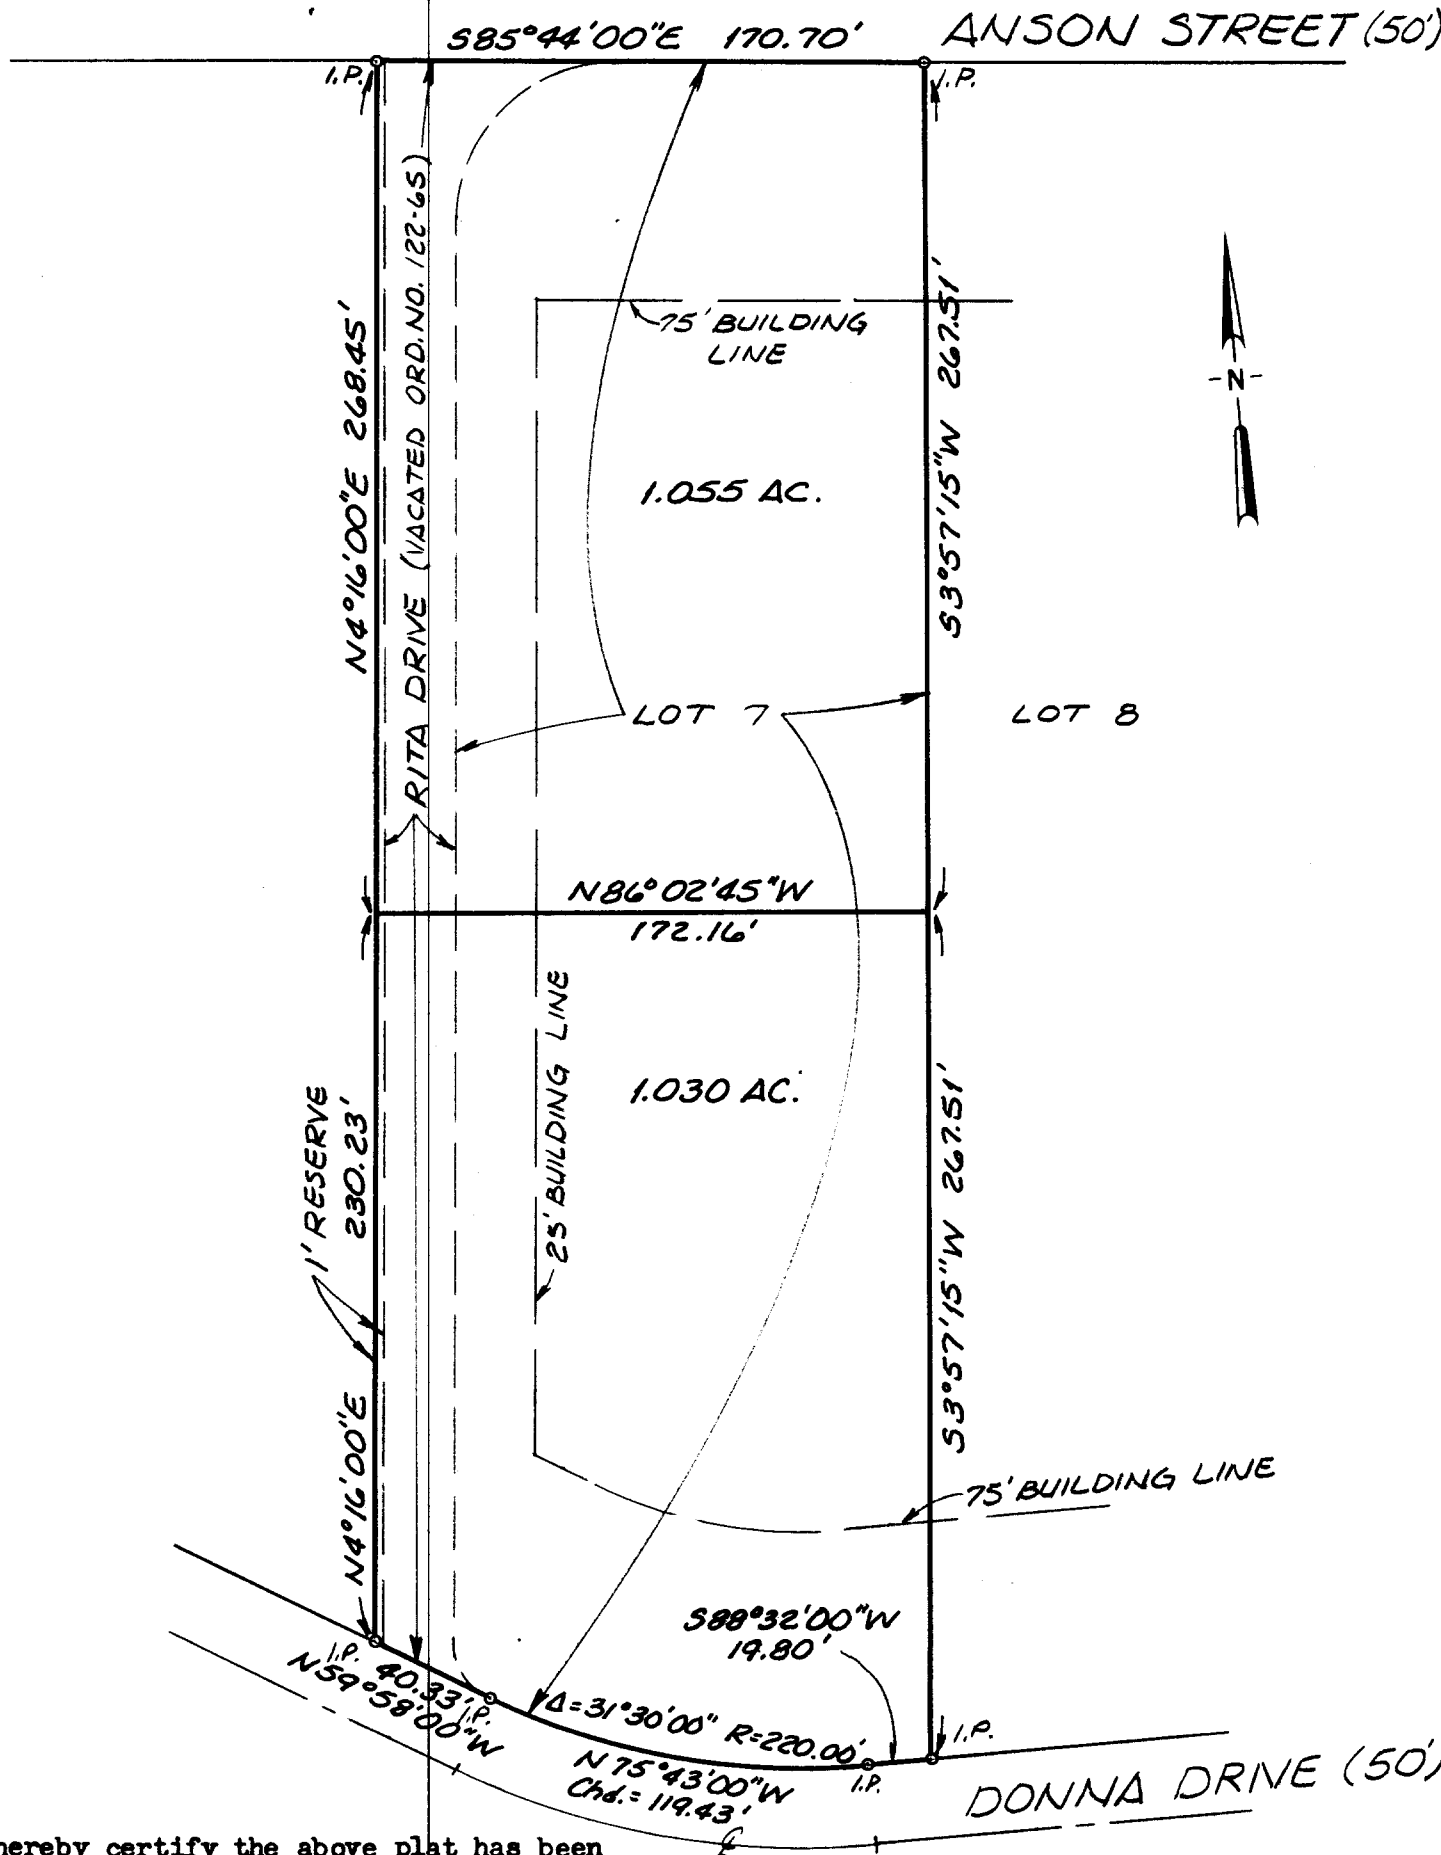 S85°44'00"E 170.70'
ANSON STREET (50')
I.P.
I.P.
RITA DRIVE (VACATED ORD. NO. 122-65)
N4°16'00"E 268.45'
75' BUILDING
LINE
S3°57'15"W 267.51'
-N-
1.055 AC.
LOT 7
LOT 8
N86°02'45"W
172.16'
25' BUILDING LINE
1.030 AC.
1' RESERVE
230.23'
N4°16'00"E
S3°57'15"W 267.51'
75' BUILDING LINE
S88°32'00"W
19.80'
I.P.
40.33'
N59°58'00"W
I.P.
Δ=31°30'00" R=220.00'
N75°43'00"W
Chd.=119.43'
I.P.
I.P.
DONNA DRIVE (50')
hereby certify the above plat has been